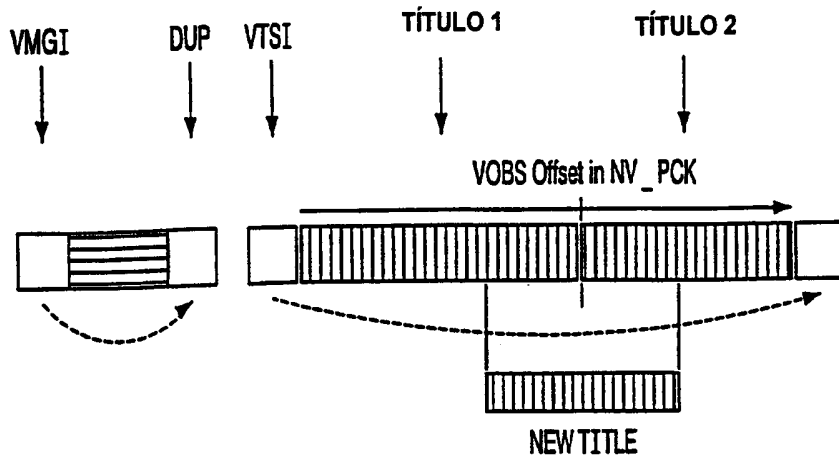 VMGI
DUP
VTSI
TÍTULO 1
TÍTULO 2
VOBS Offset in NV_PCK
NEW TITLE